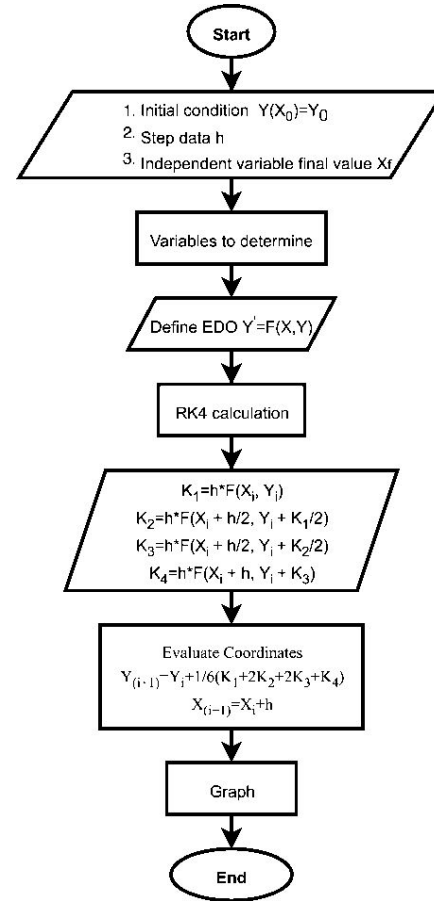 Start
1. Initial condition Y(X₀)=Y₀
2. Step data h
3. Independent variable final value Xf
Variables to determine
Define EDO Y'=F(X,Y)
RK4 calculation
K₁=h*F(Xᵢ, Yᵢ)
K₂=h*F(Xᵢ + h/2, Yᵢ + K₁/2)
K₃=h*F(Xᵢ + h/2, Yᵢ + K₂/2)
K₄=h*F(Xᵢ + h, Yᵢ + K₃)
Evaluate Coordinates
Y₍ᵢ₊₁₎=Yᵢ+1/6(K₁+2K₂+2K₃+K₄)
X₍ᵢ₊₁₎=Xᵢ+h
Graph
End